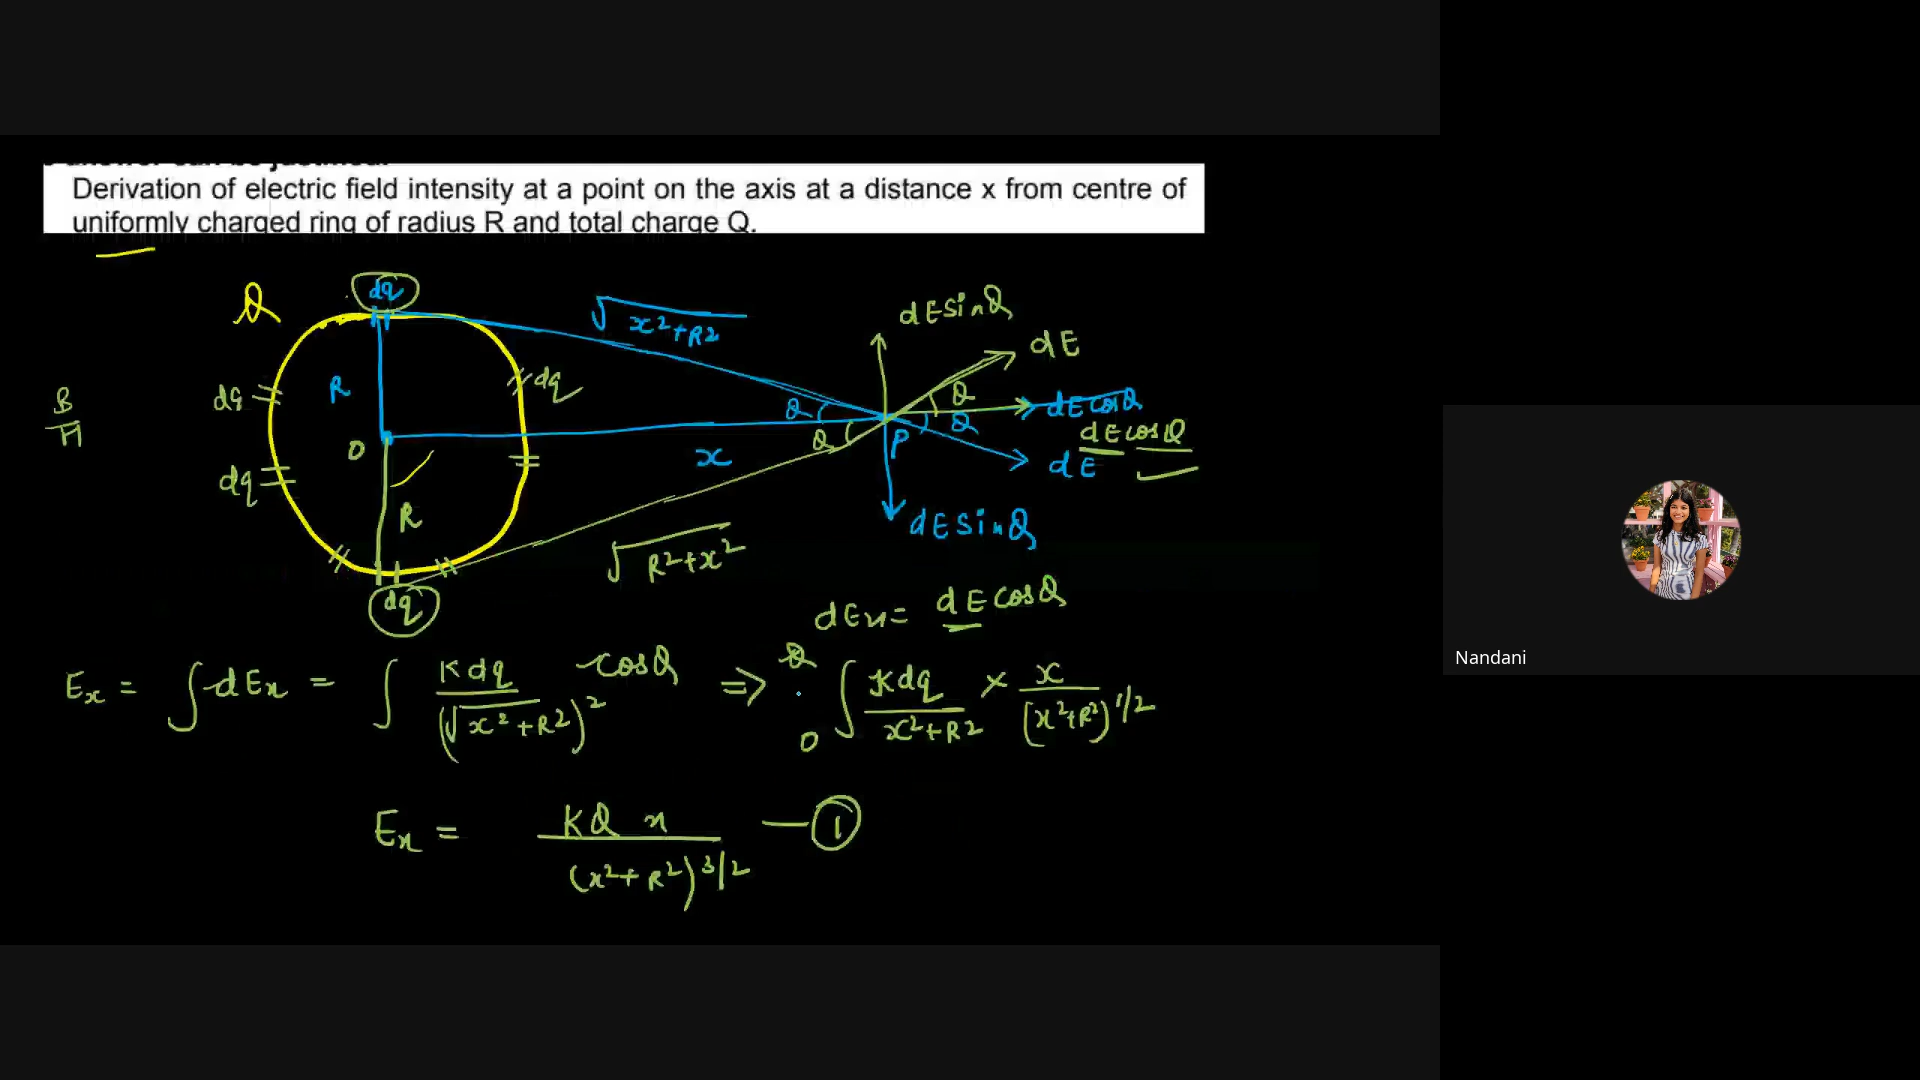 Derivation of electric field intensity at a point on the axis at a distance x from centre of
uniformly charged ring of radius R and total charge Q.
Q
dq
√x²+R²
dE sinθ
dE
dq
dq
R
θ
θ
dE cosθ
B
M
O
θ
P
θ
dE cosθ
x
dE
dq
R
dE sinθ
√R²+x²
dq
dEx = dE cosθ
Ex = ∫dEx = ∫ Kdq/(√x²+R²)² cosθ => Q 0 ∫ Kdq/x²+R² × x/(x²+R²)^1/2
Ex = KQ x/(x²+R²)^3/2 — ①
Nandani